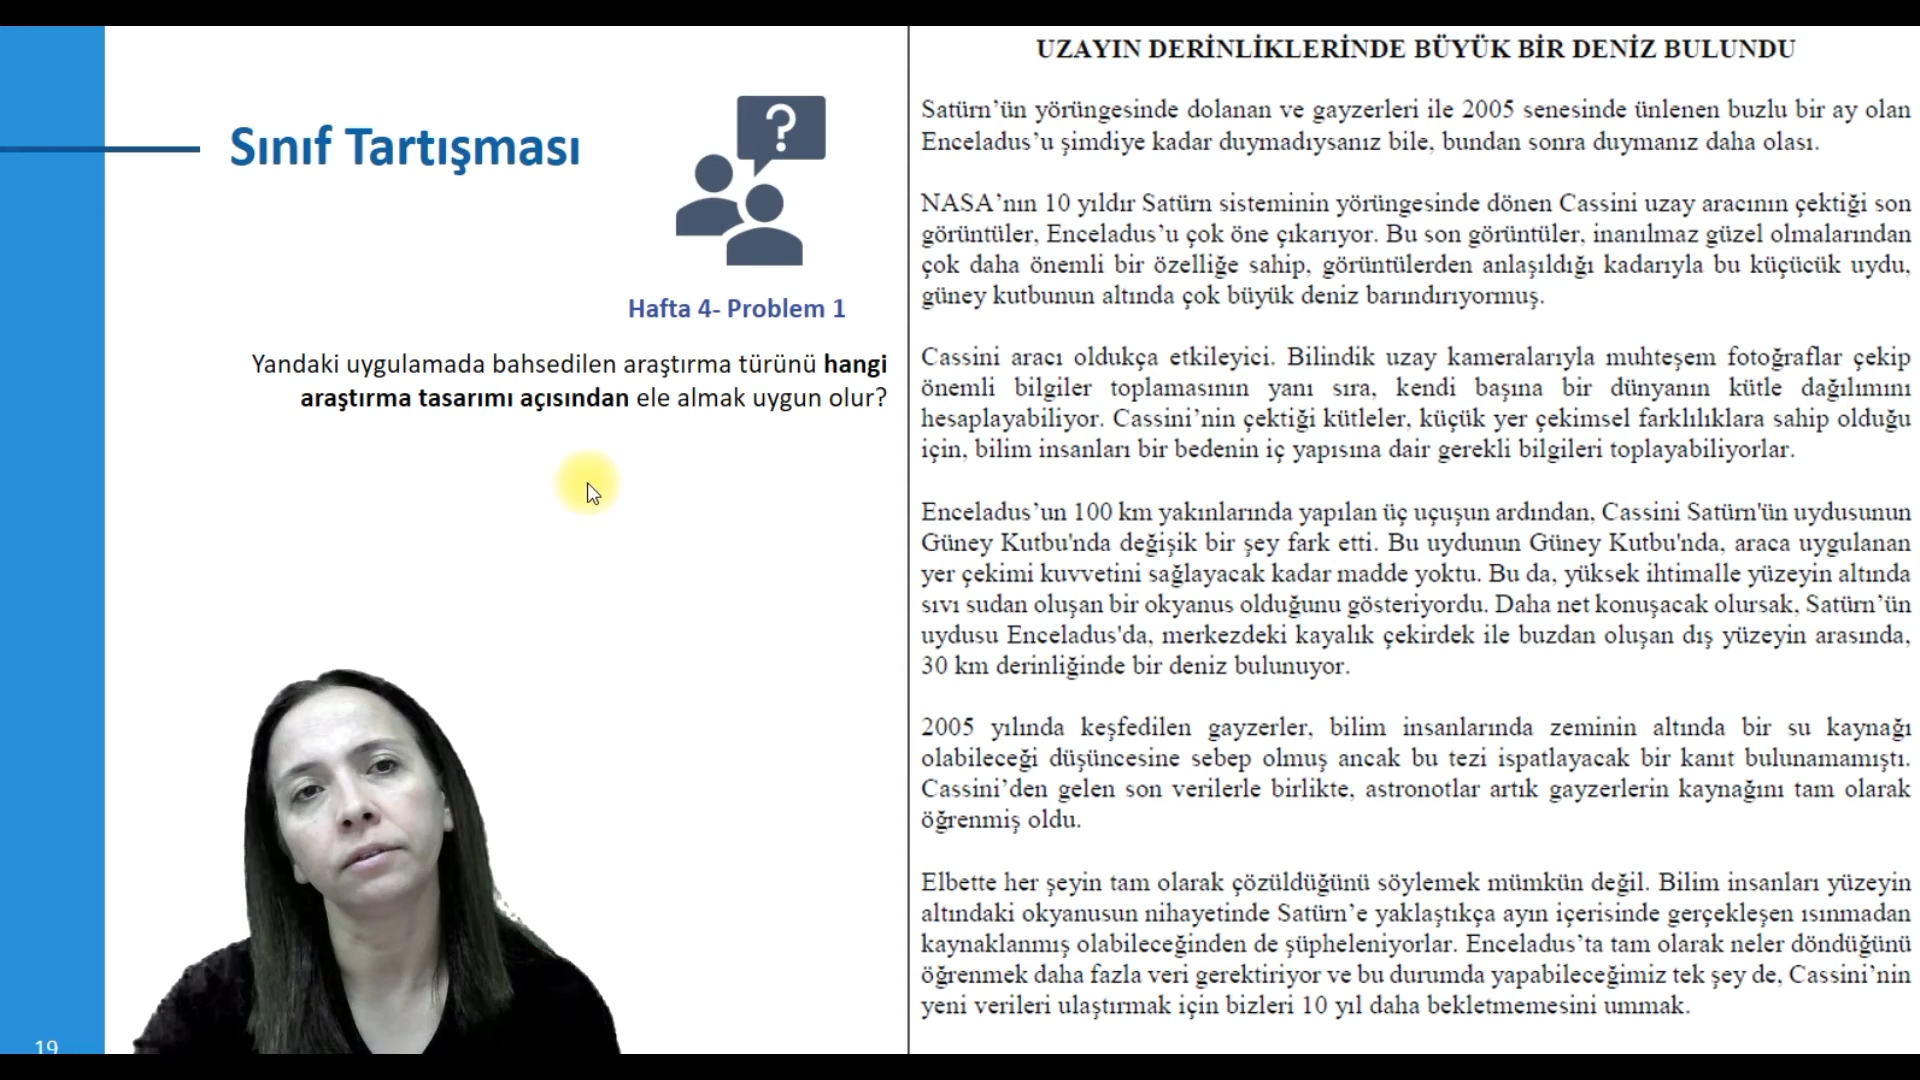 Sınıf Tartışması
?
Hafta 4- Problem 1
Yandaki uygulamada bahsedilen araştırma türünü hangi
araştırma tasarımı açısından ele almak uygun olur?
19
UZAYIN DERİNLİKLERİNDE BÜYÜK BİR DENİZ BULUNDU
Satürn’ün yörüngesinde dolanan ve gayzerleri ile 2005 senesinde ünlenen buzlu bir ay olan
Enceladus’u şimdiye kadar duymadıysanız bile, bundan sonra duymanız daha olası.
NASA’nın 10 yıldır Satürn sisteminin yörüngesinde dönen Cassini uzay aracının çektiği son
görüntüler, Enceladus’u çok öne çıkarıyor. Bu son görüntüler, inanılmaz güzel olmalarından
çok daha önemli bir özelliğe sahip, görüntülerden anlaşıldığı kadarıyla bu küçücük uydu,
güney kutbunun altında çok büyük deniz barındırıyormuş.
Cassini aracı oldukça etkileyici. Bilindik uzay kameralarıyla muhteşem fotoğraflar çekip
önemli bilgiler toplamasının yanı sıra, kendi başına bir dünyanın kütle dağılımını
hesaplayabiliyor. Cassini’nin çektiği kütleler, küçük yer çekimsel farklılıklara sahip olduğu
için, bilim insanları bir bedenin iç yapısına dair gerekli bilgileri toplayabiliyorlar.
Enceladus’un 100 km yakınlarında yapılan üç uçuşun ardından, Cassini Satürn'ün uydusunun
Güney Kutbu'nda değişik bir şey fark etti. Bu uydunun Güney Kutbu'nda, araca uygulanan
yer çekimi kuvvetini sağlayacak kadar madde yoktu. Bu da, yüksek ihtimalle yüzeyin altında
sıvı sudan oluşan bir okyanus olduğunu gösteriyordu. Daha net konuşacak olursak, Satürn’ün
uydusu Enceladus'da, merkezdeki kayalık çekirdek ile buzdan oluşan dış yüzeyin arasında,
30 km derinliğinde bir deniz bulunuyor.
2005 yılında keşfedilen gayzerler, bilim insanlarında zeminin altında bir su kaynağı
olabileceği düşüncesine sebep olmuş ancak bu tezi ispatlayacak bir kanıt bulunamamıştı.
Cassini’den gelen son verilerle birlikte, astronotlar artık gayzerlerin kaynağını tam olarak
öğrenmiş oldu.
Elbette her şeyin tam olarak çözüldüğünü söylemek mümkün değil. Bilim insanları yüzeyin
altındaki okyanusun nihayetinde Satürn’e yaklaştıkça ayın içerisinde gerçekleşen ısınmadan
kaynaklanmış olabileceğinden de şüpheleniyorlar. Enceladus’ta tam olarak neler döndüğünü
öğrenmek daha fazla veri gerektiriyor ve bu durumda yapabileceğimiz tek şey de, Cassini’nin
yeni verileri ulaştırmak için bizleri 10 yıl daha bekletmemesini ummak.